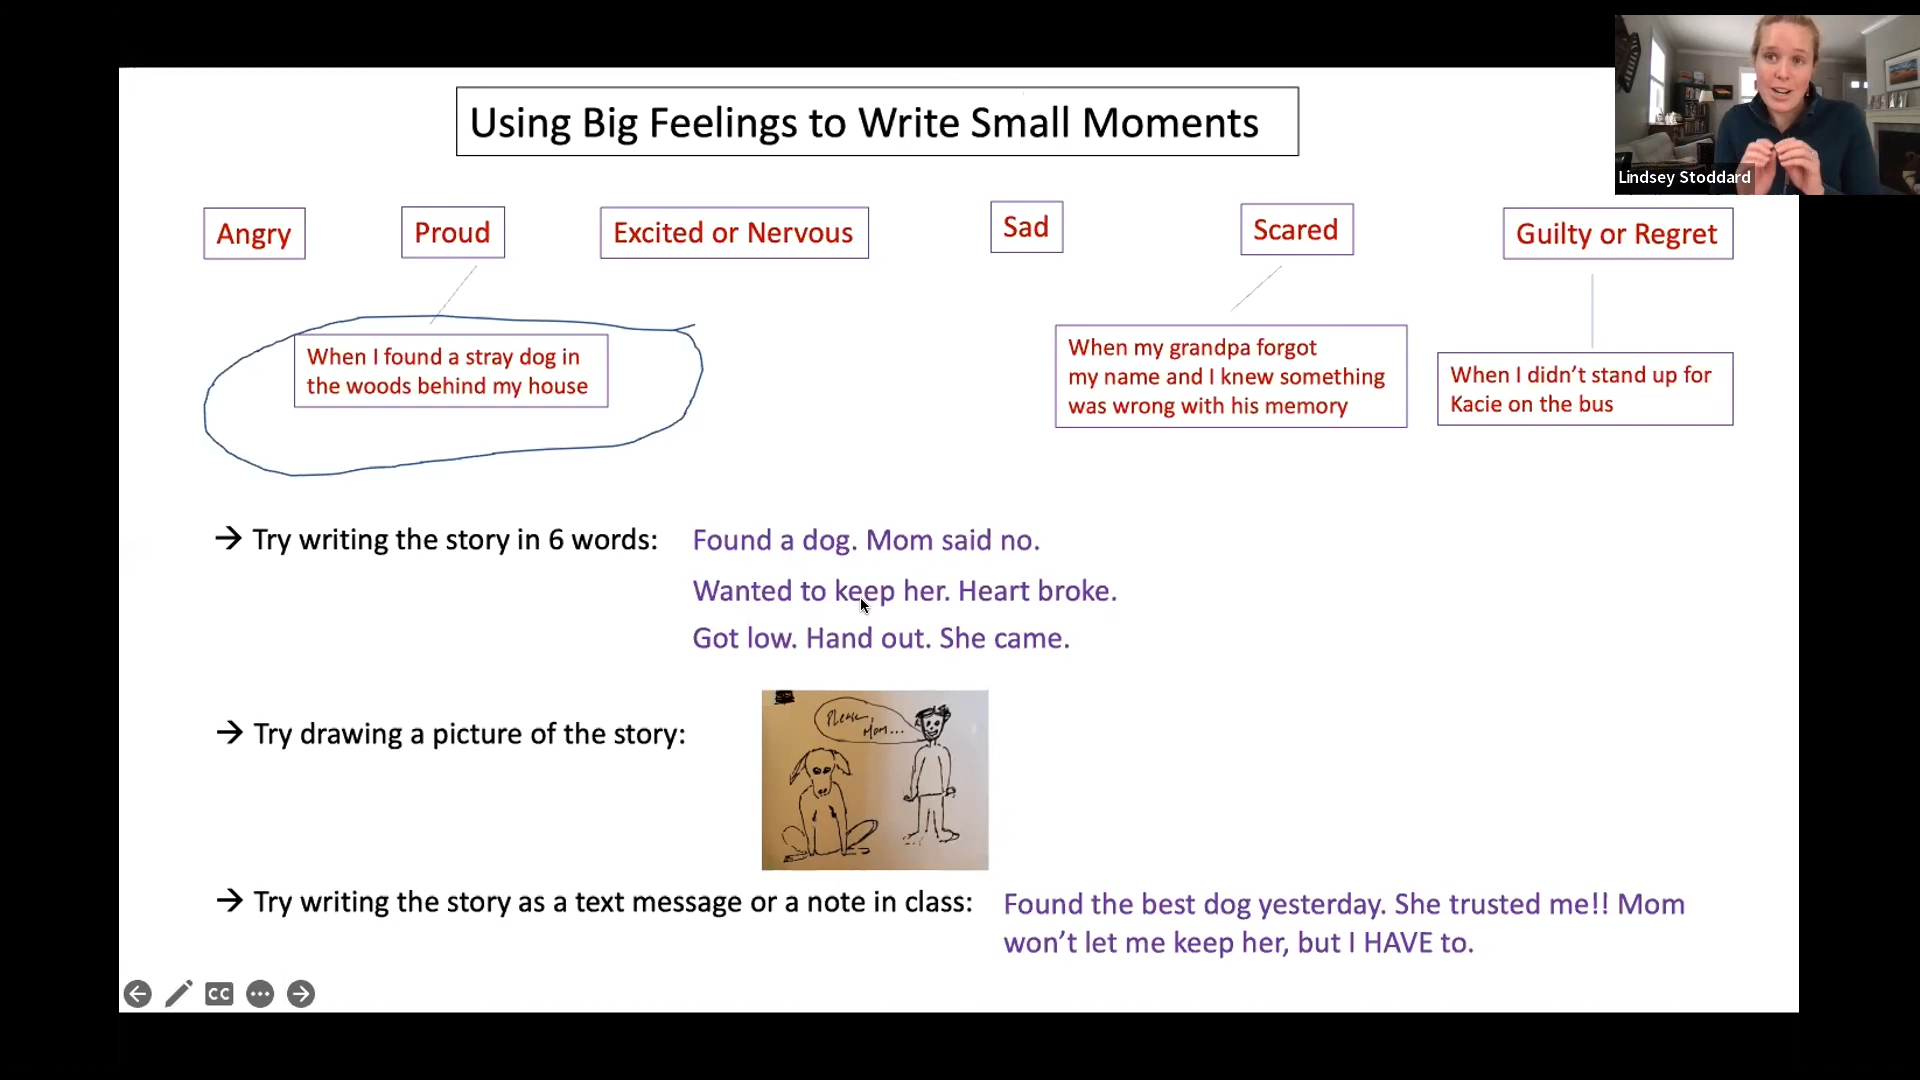 Using Big Feelings to Write Small Moments
Lindsey Stoddard
Angry
Proud
Excited or Nervous
Sad
Scared
Guilty or Regret
When I found a stray dog in
the woods behind my house
When my grandpa forgot
my name and I knew something
was wrong with his memory
When I didn’t stand up for
Kacie on the bus
→ Try writing the story in 6 words:
Found a dog. Mom said no.
Wanted to keep her. Heart broke.
Got low. Hand out. She came.
→ Try drawing a picture of the story:
Please,
Mom...
→ Try writing the story as a text message or a note in class:
Found the best dog yesterday. She trusted me!! Mom
won’t let me keep her, but I HAVE to.
CC